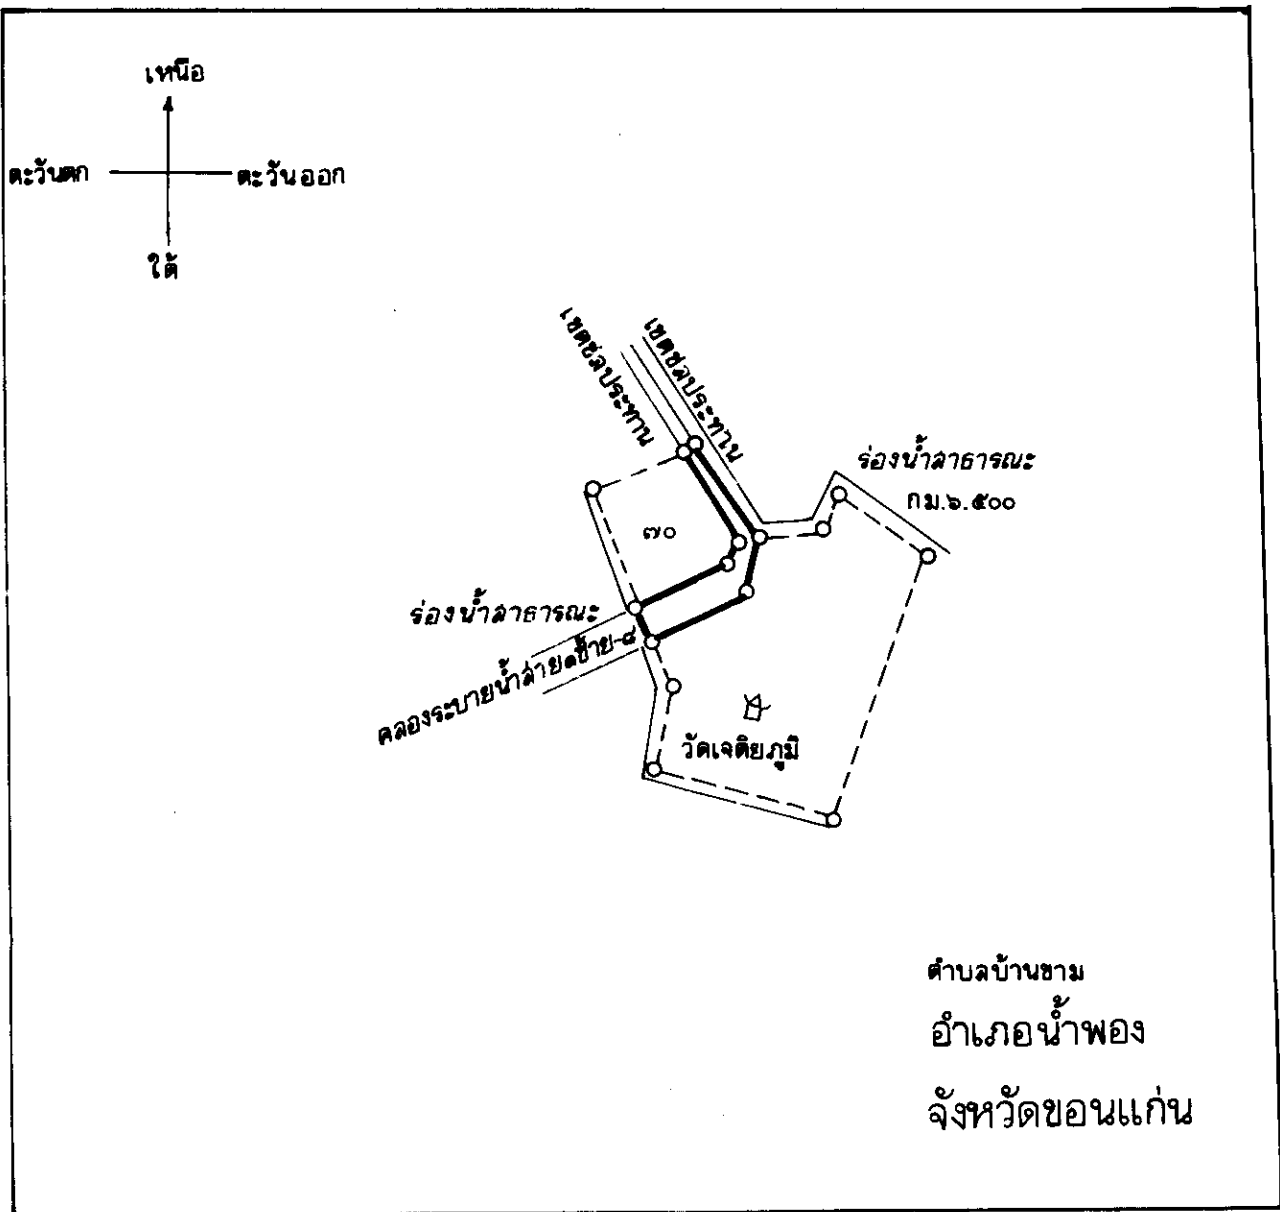 เหนือ
ตะวันตก
ตะวันออก
ใต้
เขตชลประทาน
เขตชลประทาน
ร่องน้ำสาธารณะ
กม.๖.๕๐๐
๗๐
ร่องน้ำสาธารณะ
คลองระบายน้ำสาย๑ซ้าย-๘
วัดเจติยภูมิ
ตำบลบ้านขาม
อำเภอน้ำพอง
จังหวัดขอนแก่น